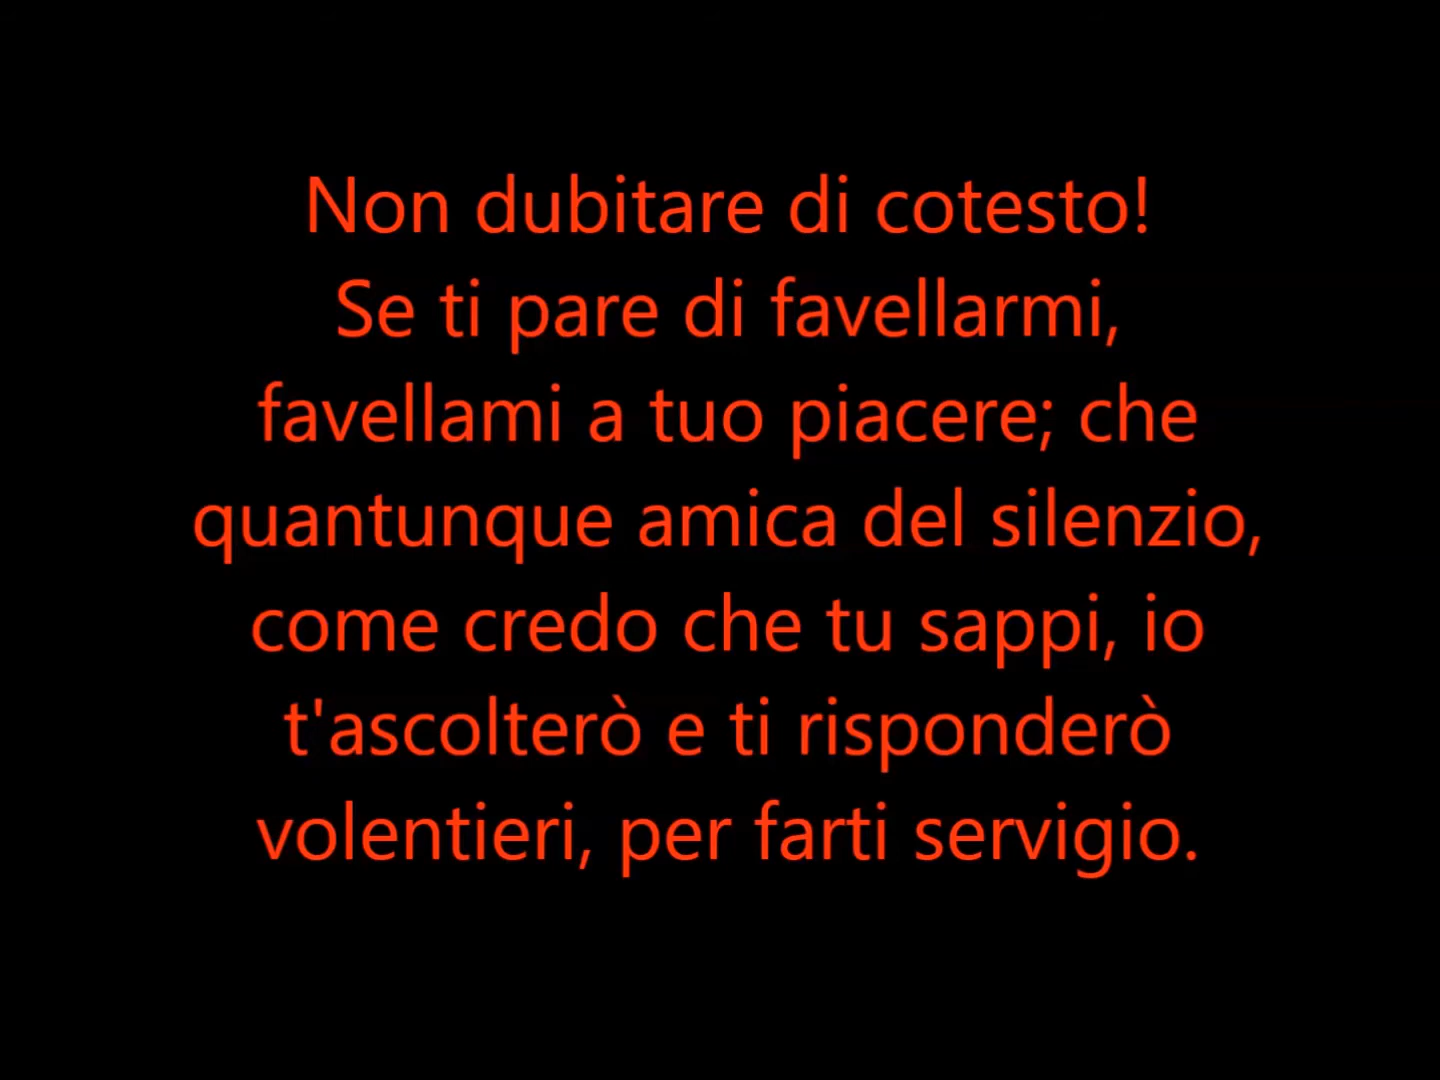 Non dubitare di cotesto!
Se ti pare di favellarmi,
favellami a tuo piacere; che
quantunque amica del silenzio,
come credo che tu sappi, io
t'ascolterò e ti risponderò
volentieri, per farti servigio.